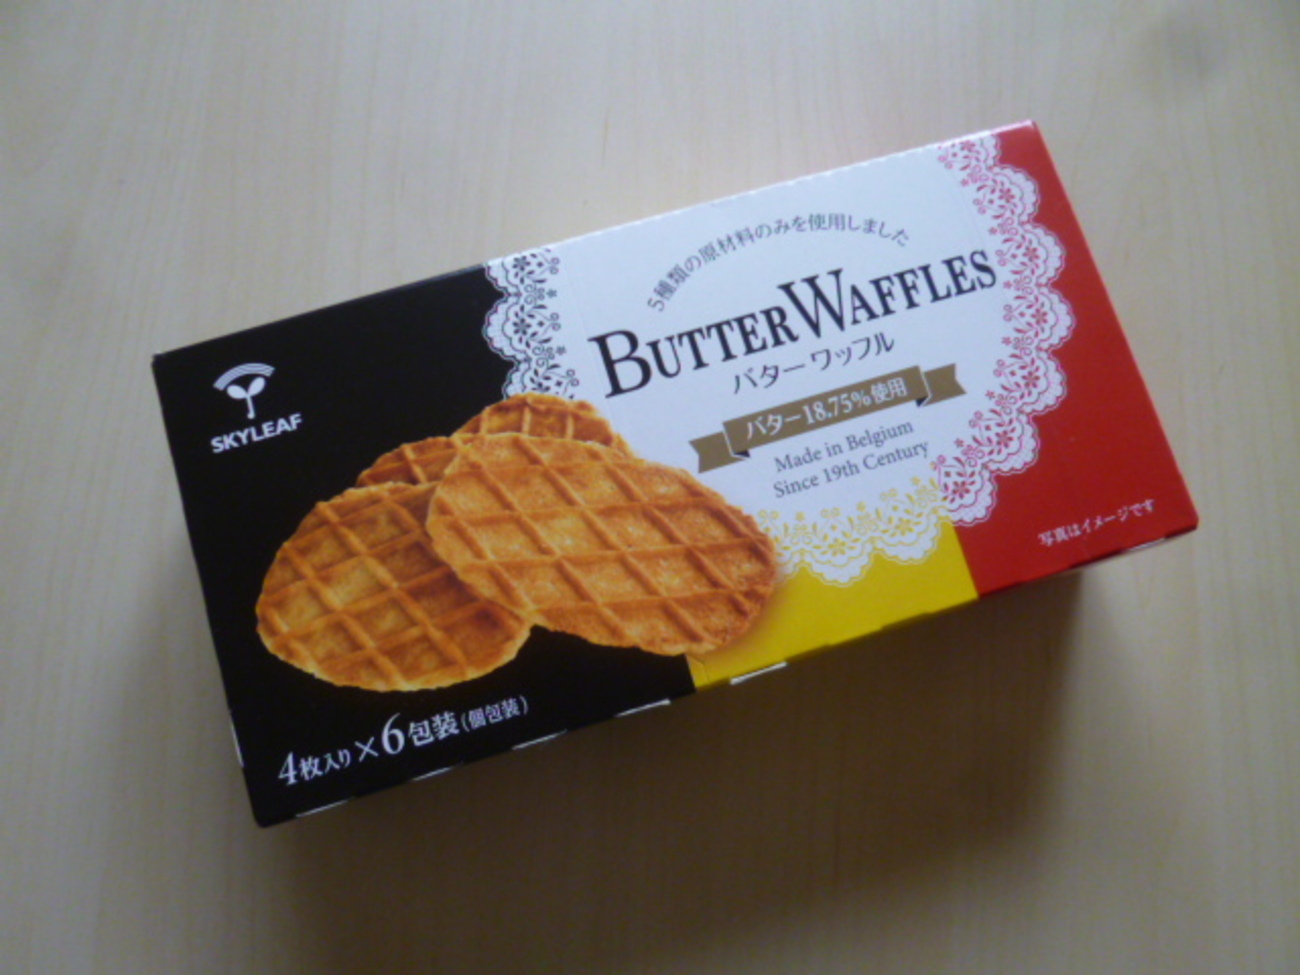 5種類の原材料のみを使用しました
BUTTER WAFFLES
バターワッフル
バター18.75%使用
Made in Belgium
Since 19th Century
SKYLEAF
写真はイメージです
4枚入り×6包装(個包装)